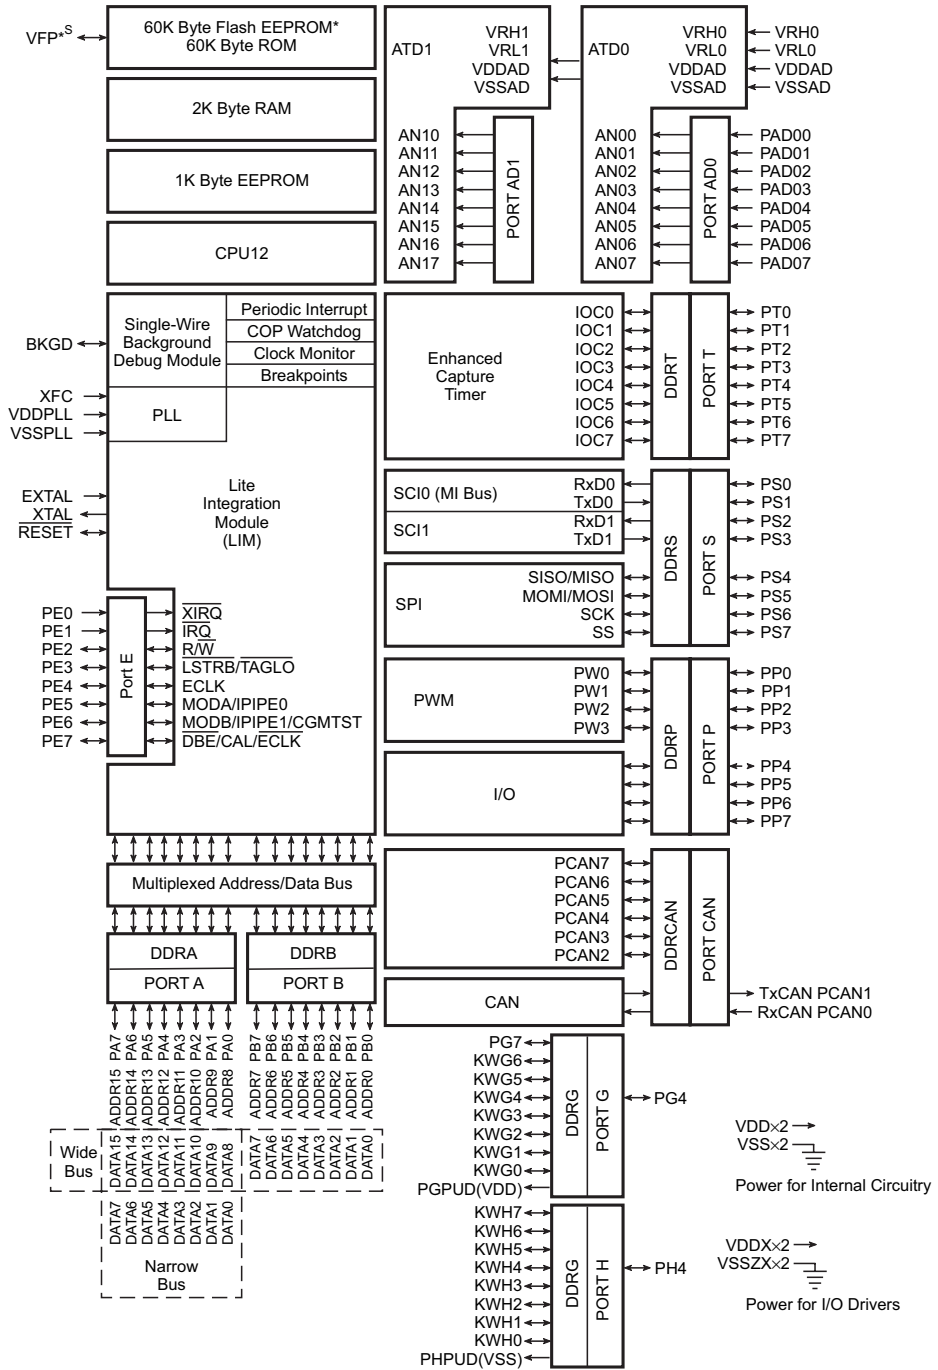 VFP*S
60K Byte Flash EEPROM*
60K Byte ROM
2K Byte RAM
1K Byte EEPROM
CPU12
ATD1
VRH1
VRL1
VDDAD
VSSAD
AN10
AN11
AN12
AN13
AN14
AN15
AN16
AN17
PORT AD1
ATD0
VRH0
VRL0
VDDAD
VSSAD
VRH0
VRL0
VDDAD
VSSAD
AN00
AN01
AN02
AN03
AN04
AN05
AN06
AN07
PORT AD0
PAD00
PAD01
PAD02
PAD03
PAD04
PAD05
PAD06
PAD07
BKGD
Single-Wire
Background
Debug Module
Periodic Interrupt
COP Watchdog
Clock Monitor
Breakpoints
XFC
VDDPLL
VSSPLL
PLL
EXTAL
XTAL
RESET
Lite
Integration
Module
(LIM)
PE0
PE1
PE2
PE3
PE4
PE5
PE6
PE7
Port E
XIRQ
IRQ
R/W
LSTRB/TAGLO
ECLK
MODA/IPIPE0
MODB/IPIPE1/CGMTST
DBE/CAL/ECLK
Enhanced
Capture
Timer
IOC0
IOC1
IOC2
IOC3
IOC4
IOC5
IOC6
IOC7
DDRT
PORT T
PT0
PT1
PT2
PT3
PT4
PT5
PT6
PT7
SCI0 (MI Bus)
RxD0
TxD0
SCI1
RxD1
TxD1
SPI
SISO/MISO
MOMI/MOSI
SCK
SS
DDRS
PORT S
PS0
PS1
PS2
PS3
PS4
PS5
PS6
PS7
PWM
PW0
PW1
PW2
PW3
I/O
DDRP
PORT P
PP0
PP1
PP2
PP3
PP4
PP5
PP6
PP7
PCAN7
PCAN6
PCAN5
PCAN4
PCAN3
PCAN2
CAN
DDRCAN
PORT CAN
TxCAN PCAN1
RxCAN PCAN0
Multiplexed Address/Data Bus
DDRA
PORT A
DDRB
PORT B
PA7
PA6
PA5
PA4
PA3
PA2
PA1
PA0
PB7
PB6
PB5
PB4
PB3
PB2
PB1
PB0
ADDR15
ADDR14
ADDR13
ADDR12
ADDR11
ADDR10
ADDR9
ADDR8
ADDR7
ADDR6
ADDR5
ADDR4
ADDR3
ADDR2
ADDR1
ADDR0
Wide
Bus
DATA15
DATA14
DATA13
DATA12
DATA11
DATA10
DATA9
DATA8
DATA7
DATA6
DATA5
DATA4
DATA3
DATA2
DATA1
DATA0
DATA7
DATA6
DATA5
DATA4
DATA3
DATA2
DATA1
DATA0
Narrow
Bus
PG7
KWG6
KWG5
KWG4
KWG3
KWG2
KWG1
KWG0
PGPUD(VDD)
DDRG
PORT G
PG4
KWH7
KWH6
KWH5
KWH4
KWH3
KWH2
KWH1
KWH0
PHPUD(VSS)
DDRG
PORT H
PH4
VDD×2
VSS×2
Power for Internal Circuitry
VDDX×2
VSSZX×2
Power for I/O Drivers